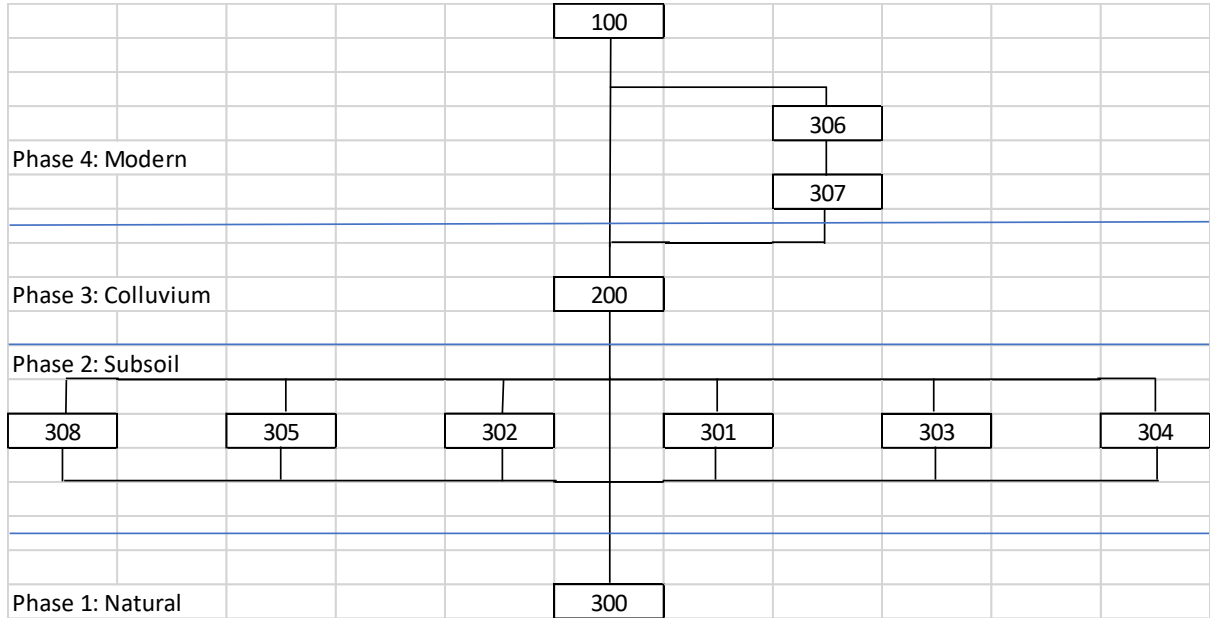 100
306
Phase 4: Modern
307
Phase 3: Colluvium
200
Phase 2: Subsoil
308 305 302 301 303 304
Phase 1: Natural
300